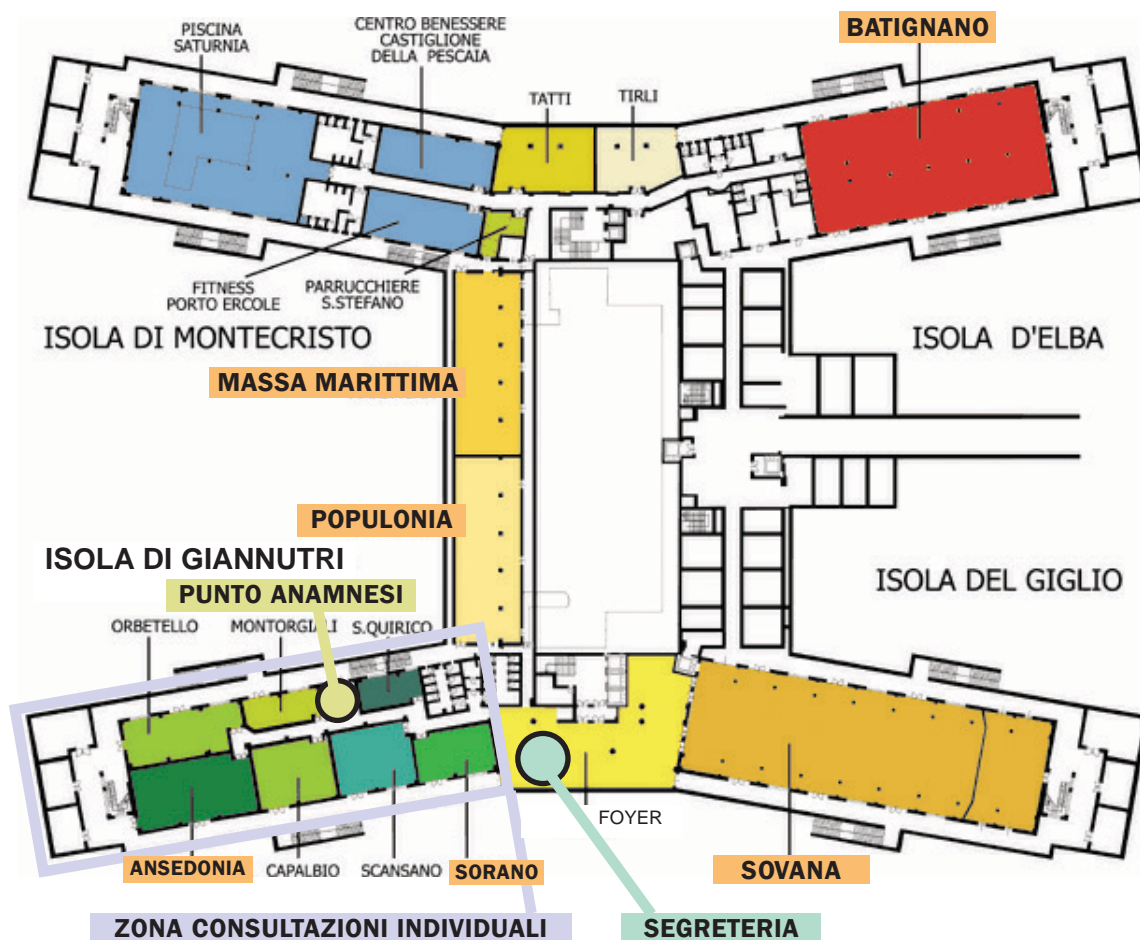 PISCINA
SATURNIA
CENTRO BENESSERE
CASTIGLIONE
DELLA PESCAIA
BATIGNANO
TATTI
TIRLI
FITNESS
PORTO ERCOLE
PARRUCCHIERE
S.STEFANO
ISOLA DI MONTECRISTO
ISOLA D'ELBA
MASSA MARITTIMA
POPULONIA
ISOLA DI GIANNUTRI
ISOLA DEL GIGLIO
PUNTO ANAMNESI
ORBETELLO
MONTORGIALI
S.QUIRICO
FOYER
ANSEDONIA
CAPALBIO
SCANSANO
SORANO
SOVANA
ZONA CONSULTAZIONI INDIVIDUALI
SEGRETERIA